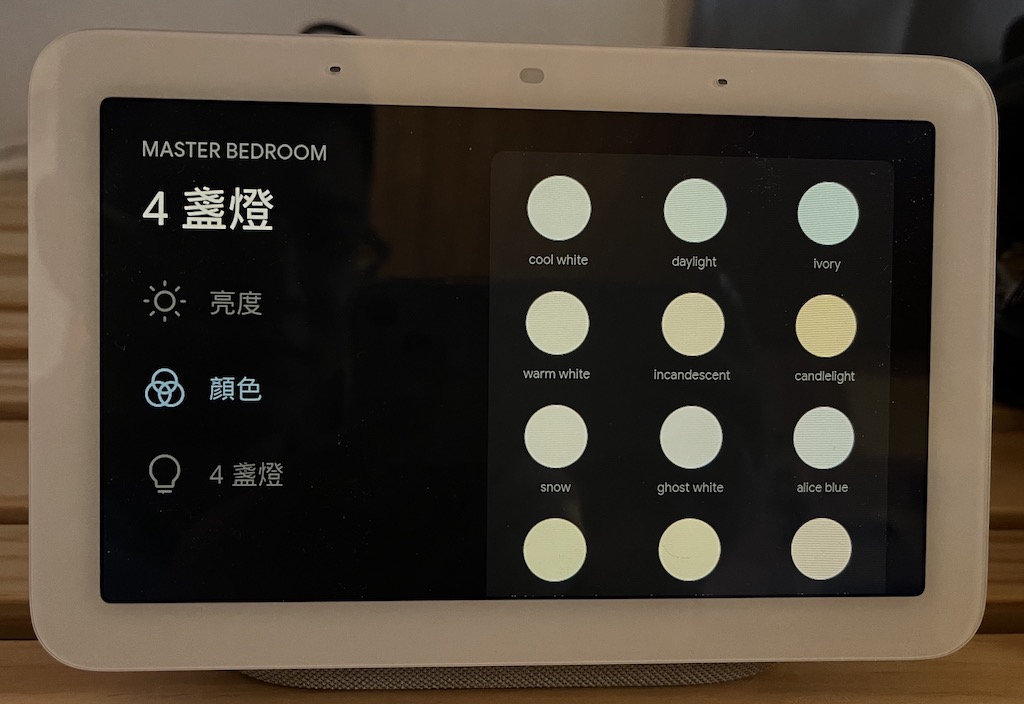 MASTER BEDROOM
4 盞燈
亮度
顏色
4 盞燈
cool white
daylight
ivory
warm white
incandescent
candlelight
snow
ghost white
alice blue